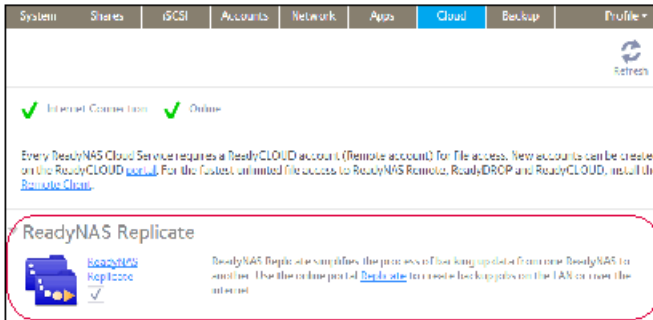 System Shares iSCSI Accounts Network Apps Cloud Backup Profile
Refresh
Internet Connection Online
Every ReadyNAS Cloud Service requires a ReadyCLOUD account (Remote account) for file access. New accounts can be create
on the ReadyCLOUD portal. For the fastest unlimited file access to ReadyNAS Remote, ReadyDROP and ReadyCLOUD, install th
Remote Client.
ReadyNAS Replicate
ReadyNAS Replicate simplifies the process of backing up data from one ReadyNAS to
ReadyNAS
Replicate
another. Use the online portal Replicate to create backup jobs on the LAN or over the
internet